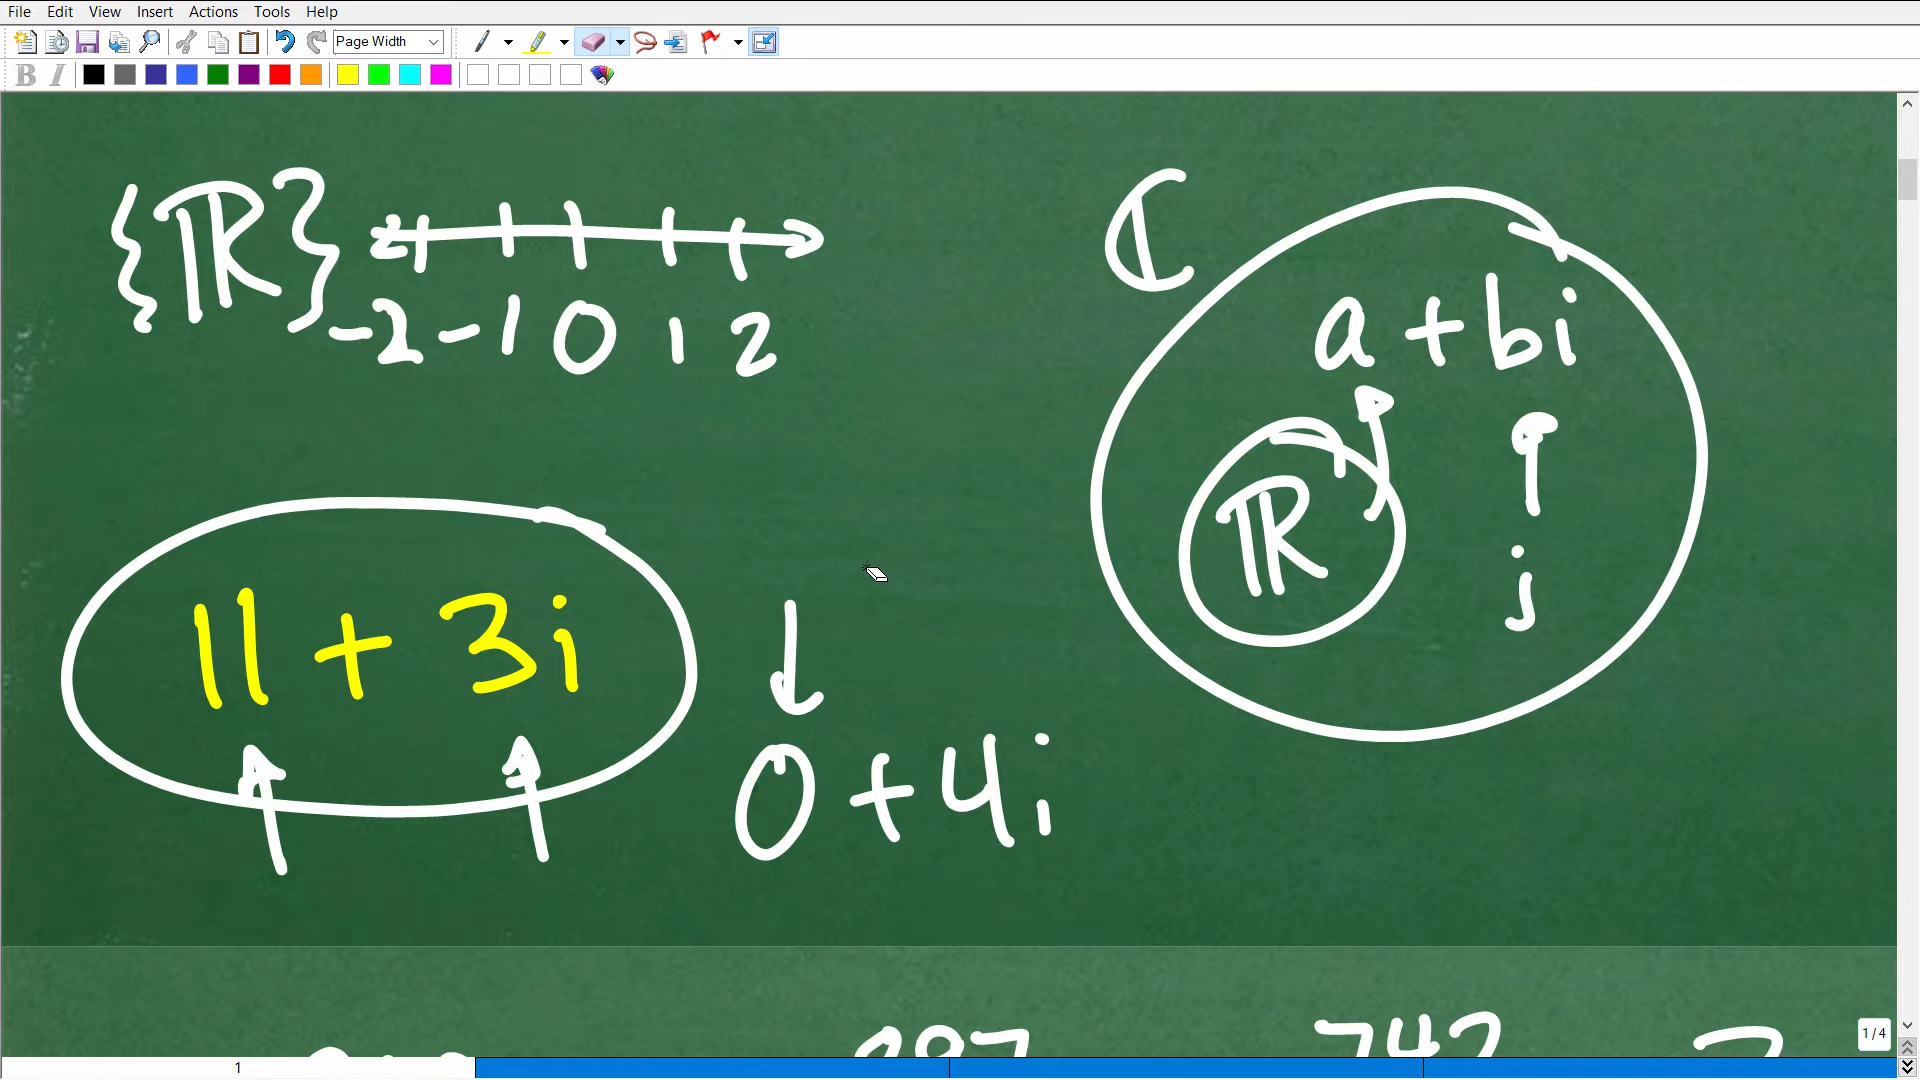 File Edit View Insert Actions Tools Help
Page Width
B I
{ℝ}
-2 -1 0 1 2
ℂ
a + bi
ℝ
i
j
11 + 3i
0 + 4i
1 / 4
1